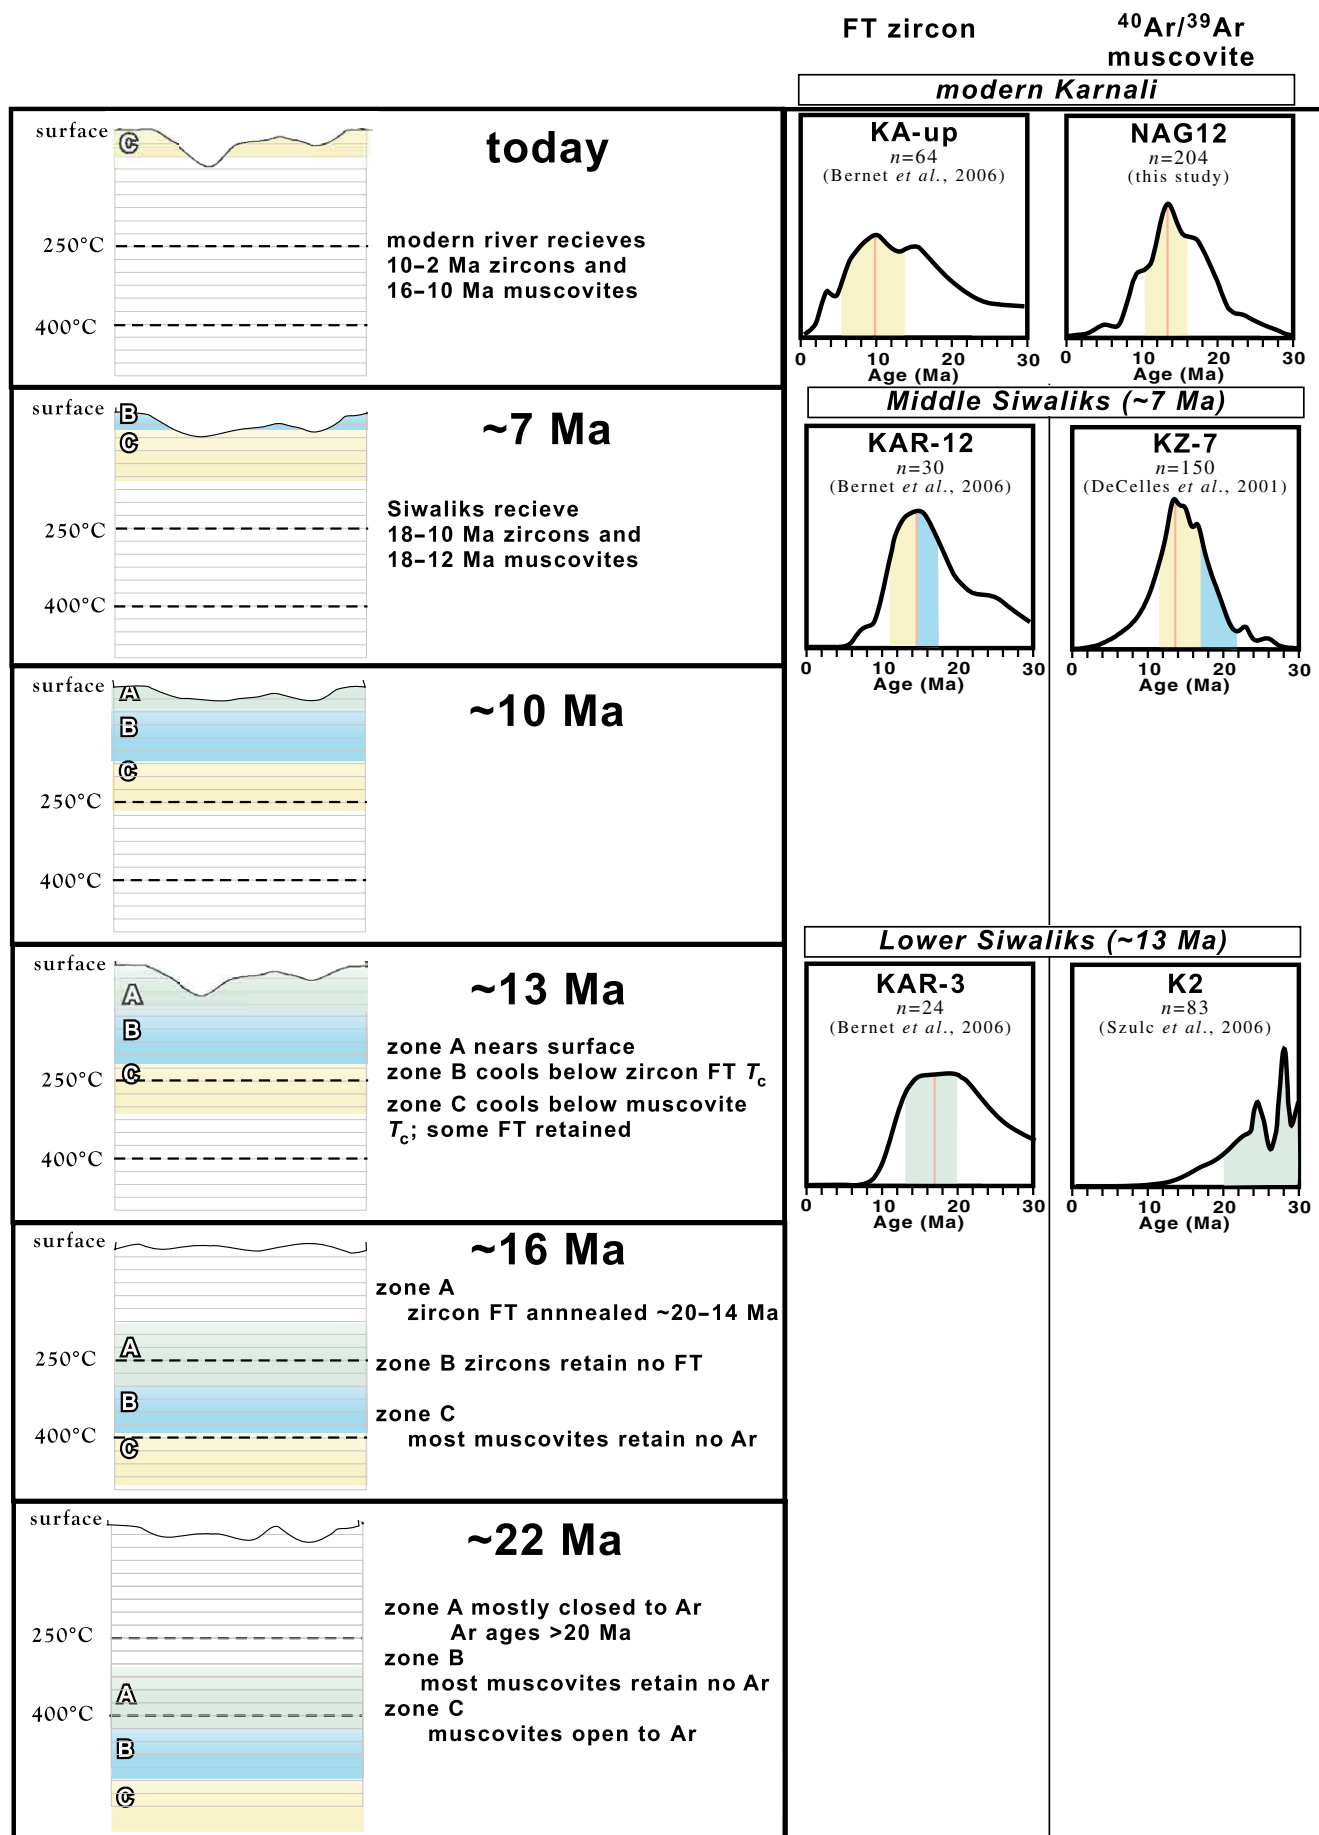 FT zircon
40Ar/39Ar
muscovite
modern Karnali
surface
C
today
250°C
modern river recieves
10–2 Ma zircons and
16–10 Ma muscovites
400°C
KA-up
n=64
(Bernet et al., 2006)
0 10 20 30
Age (Ma)
NAG12
n=204
(this study)
0 10 20 30
Age (Ma)
Middle Siwaliks (~7 Ma)
surface
B
C
~7 Ma
Siwaliks recieve
250°C
18–10 Ma zircons and
18–12 Ma muscovites
400°C
KAR-12
n=30
(Bernet et al., 2006)
0 10 20 30
Age (Ma)
KZ-7
n=150
(DeCelles et al., 2001)
0 10 20 30
Age (Ma)
surface
A
B
C
~10 Ma
250°C
400°C
Lower Siwaliks (~13 Ma)
surface
A
B
C
~13 Ma
zone A nears surface
250°C
zone B cools below zircon FT Tc
zone C cools below muscovite
Tc; some FT retained
400°C
KAR-3
n=24
(Bernet et al., 2006)
0 10 20 30
Age (Ma)
K2
n=83
(Szulc et al., 2006)
0 10 20 30
Age (Ma)
surface
~16 Ma
zone A
zircon FT annnealed ~20–14 Ma
A
250°C
zone B zircons retain no FT
B
zone C
400°C
most muscovites retain no Ar
C
surface
~22 Ma
zone A mostly closed to Ar
250°C
Ar ages >20 Ma
zone B
most muscovites retain no Ar
A
400°C
zone C
muscovites open to Ar
B
C